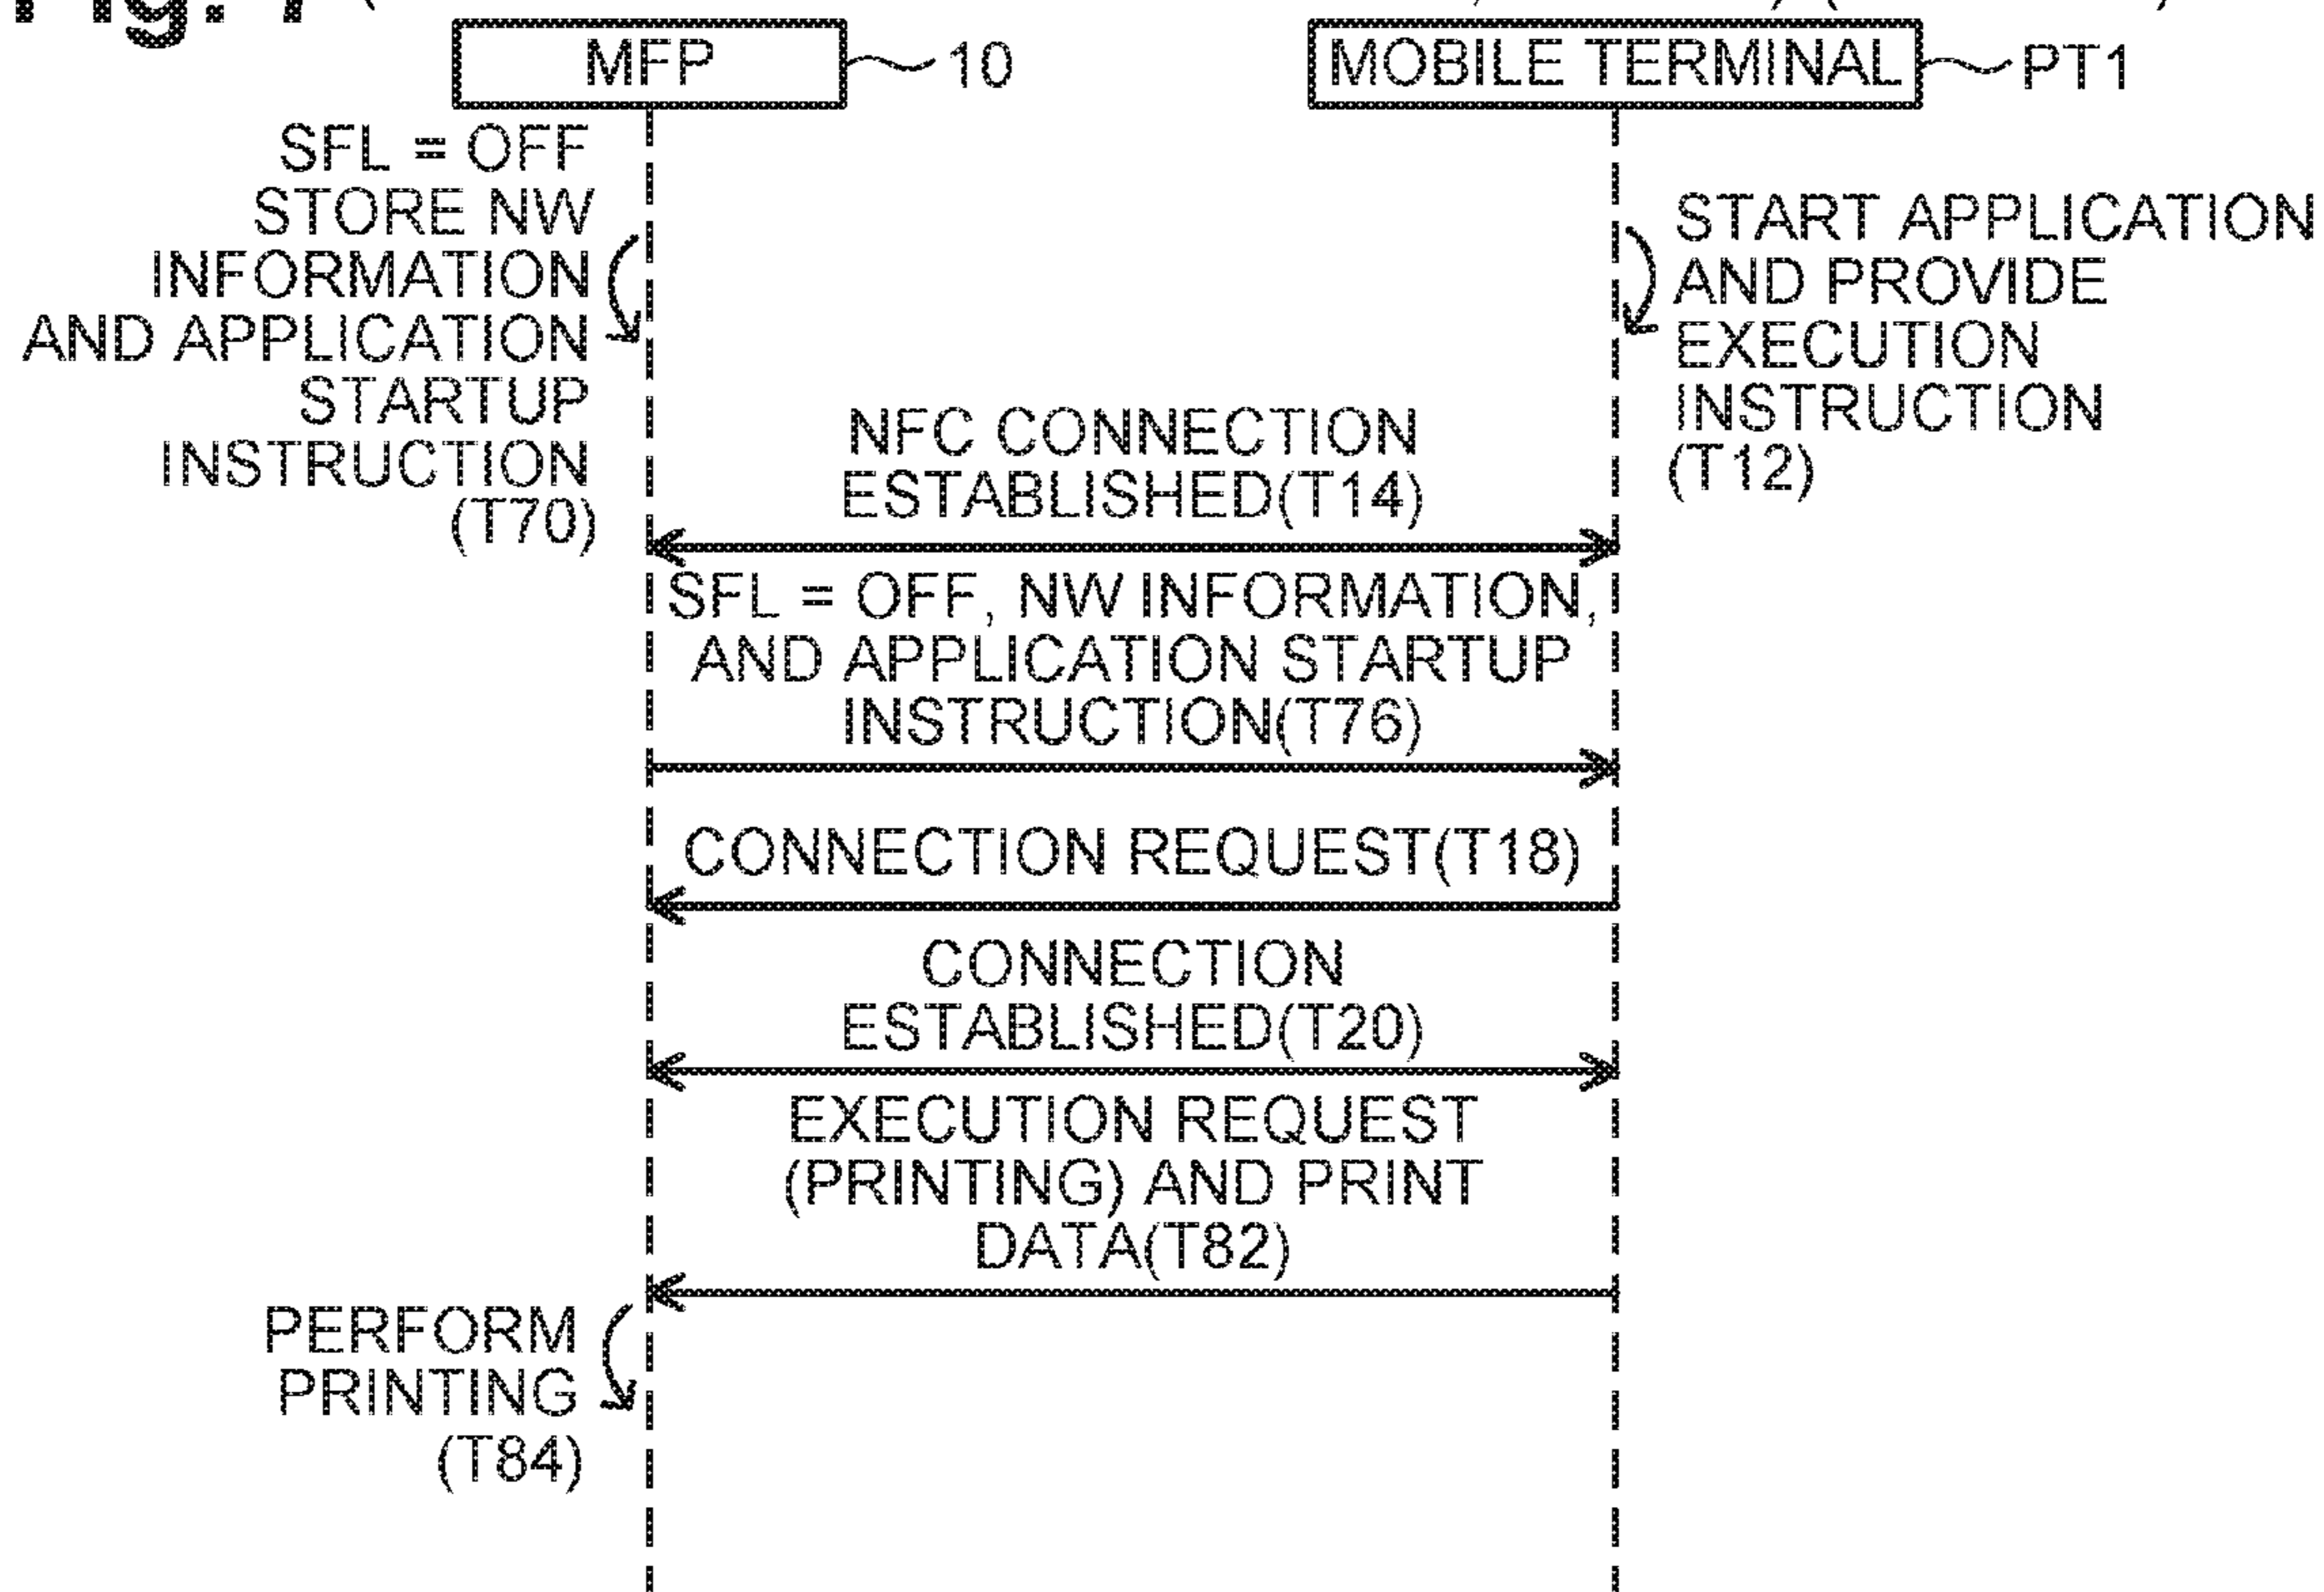 MFP
10
MOBILE TERMINAL
PT1
SFL = OFF
STORE NW
INFORMATION
AND APPLICATION
STARTUP
INSTRUCTION
(T70)
START APPLICATION
AND PROVIDE
EXECUTION
INSTRUCTION
(T12)
NFC CONNECTION
ESTABLISHED(T14)
SFL = OFF, NW INFORMATION,
AND APPLICATION STARTUP
INSTRUCTION(T76)
CONNECTION REQUEST(T18)
CONNECTION
ESTABLISHED(T20)
EXECUTION REQUEST
(PRINTING) AND PRINT
DATA(T82)
PERFORM
PRINTING
(T84)